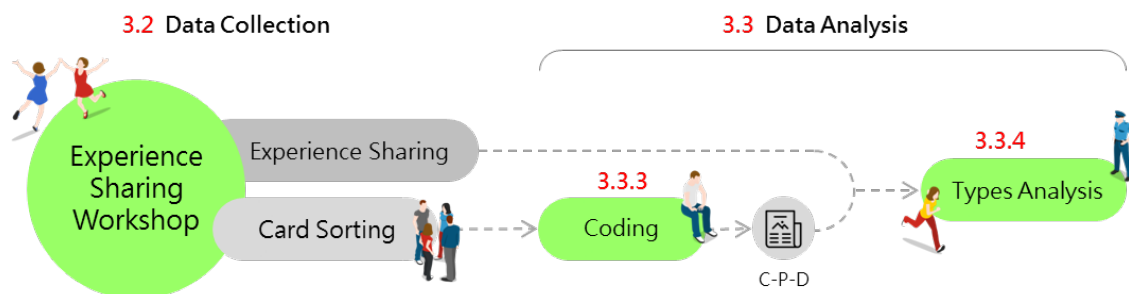 3.2 Data Collection
3.3 Data Analysis
Experience
Sharing
Workshop
Experience Sharing
Card Sorting
3.3.3
Coding
C-P-D
3.3.4
Types Analysis